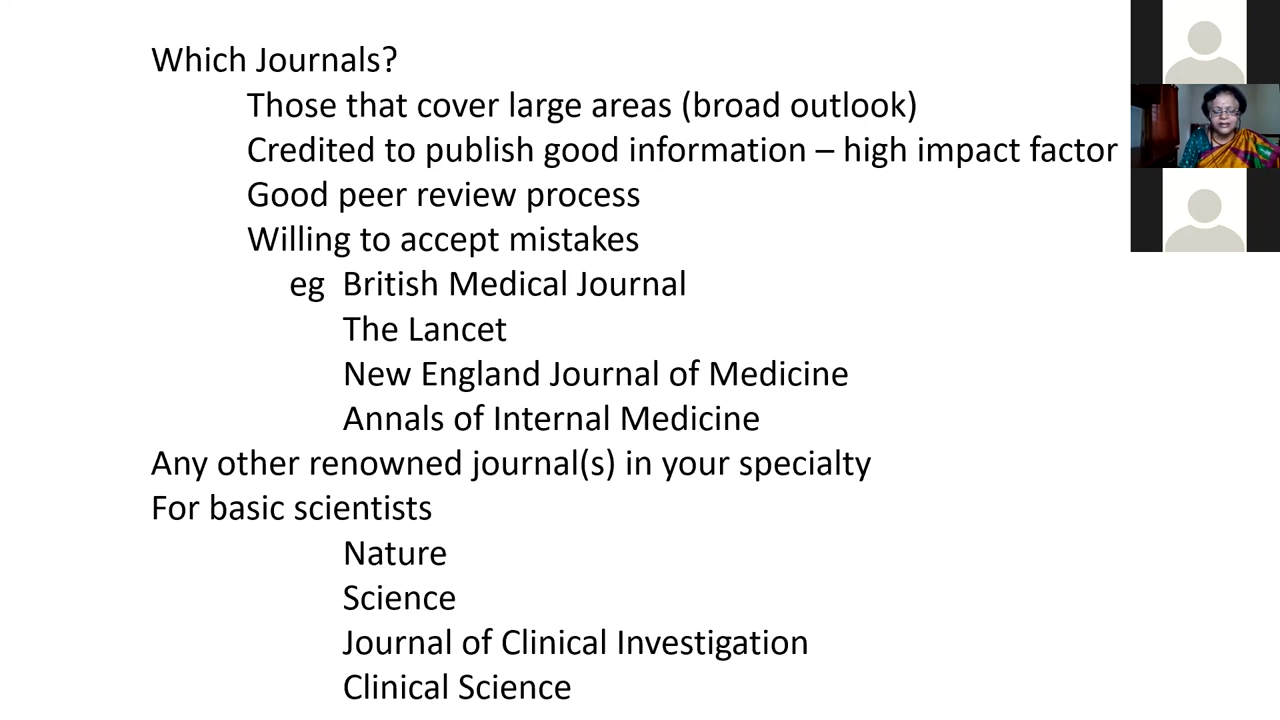 Which Journals?
Those that cover large areas (broad outlook)
Credited to publish good information – high impact factor
Good peer review process
Willing to accept mistakes
eg British Medical Journal
The Lancet
New England Journal of Medicine
Annals of Internal Medicine
Any other renowned journal(s) in your specialty
For basic scientists
Nature
Science
Journal of Clinical Investigation
Clinical Science